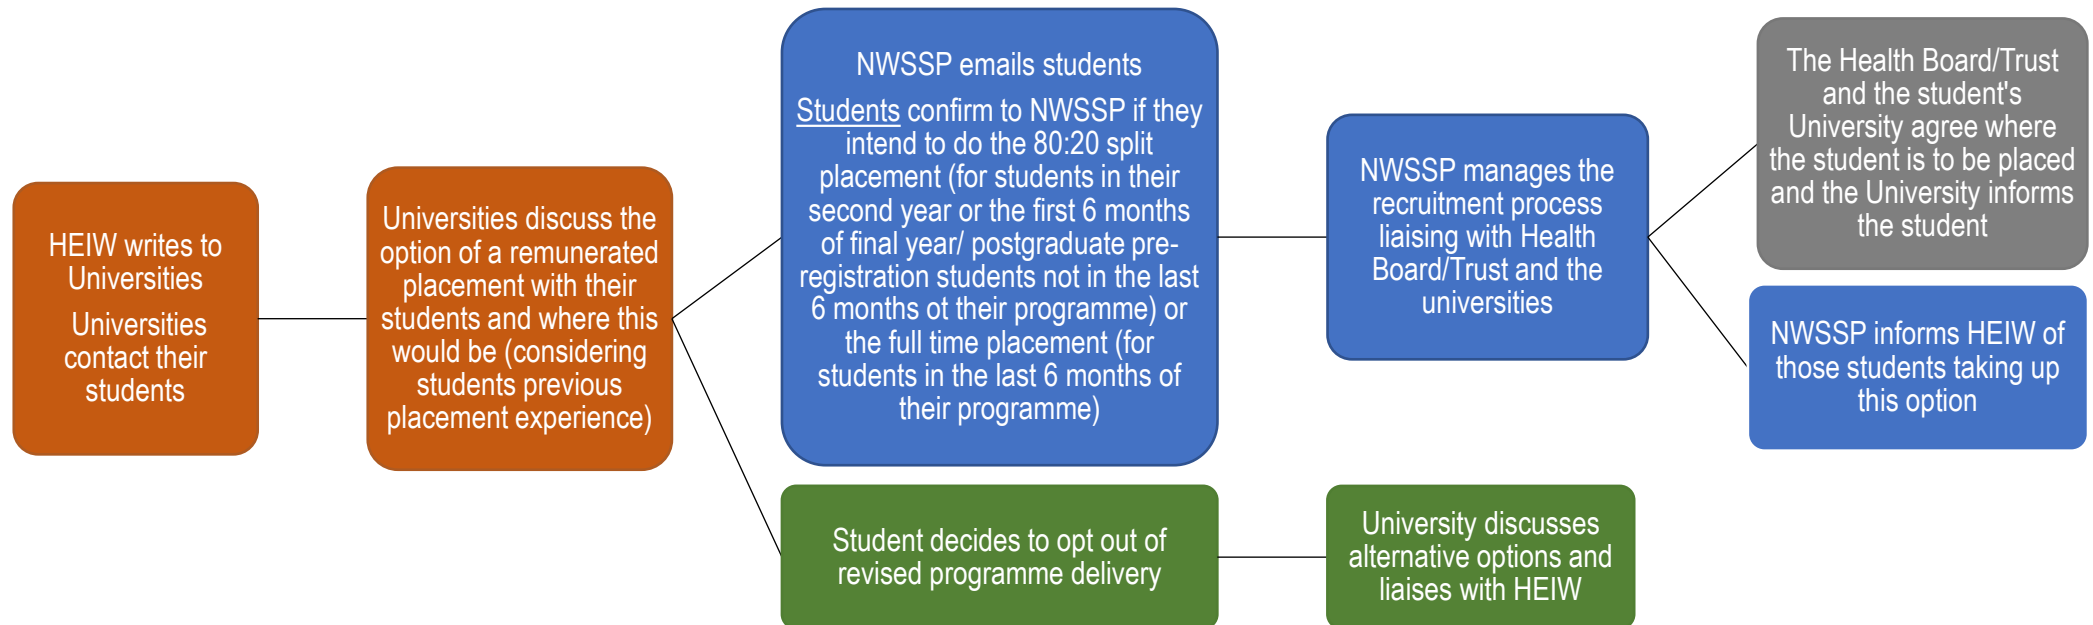 HEIW writes to
Universities
Universities
contact their
students
Universities discuss the
option of a remunerated
placement with their
students and where this
would be (considering
students previous
placement experience)
NWSSP emails students
Students confirm to NWSSP if they
intend to do the 80:20 split
placement (for students in their
second year or the first 6 months
of final year/ postgraduate pre-
registration students not in the last
6 months ot their programme) or
the full time placement (for
students in the last 6 months of
their programme)
NWSSP manages the
recruitment process
liaising with Health
Board/Trust and the
universities
The Health Board/Trust
and the student's
University agree where
the student is to be placed
and the University informs
the student
NWSSP informs HEIW of
those students taking up
this option
Student decides to opt out of
revised programme delivery
University discusses
alternative options and
liaises with HEIW